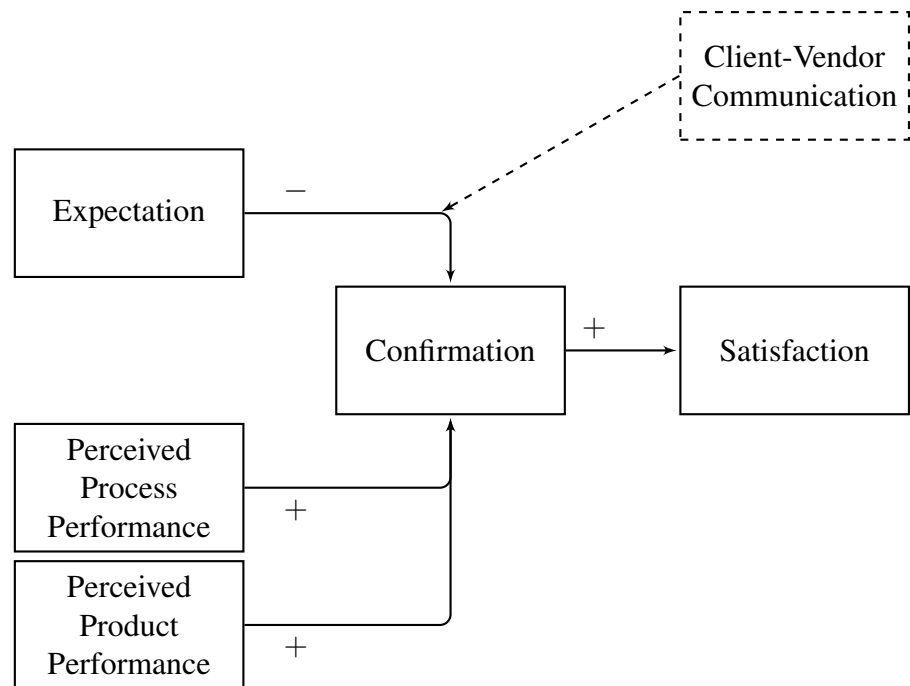 Client-Vendor
Communication
−
Expectation
+
Confirmation
Satisfaction
Perceived
Process
Performance
+
Perceived
Product
Performance
+